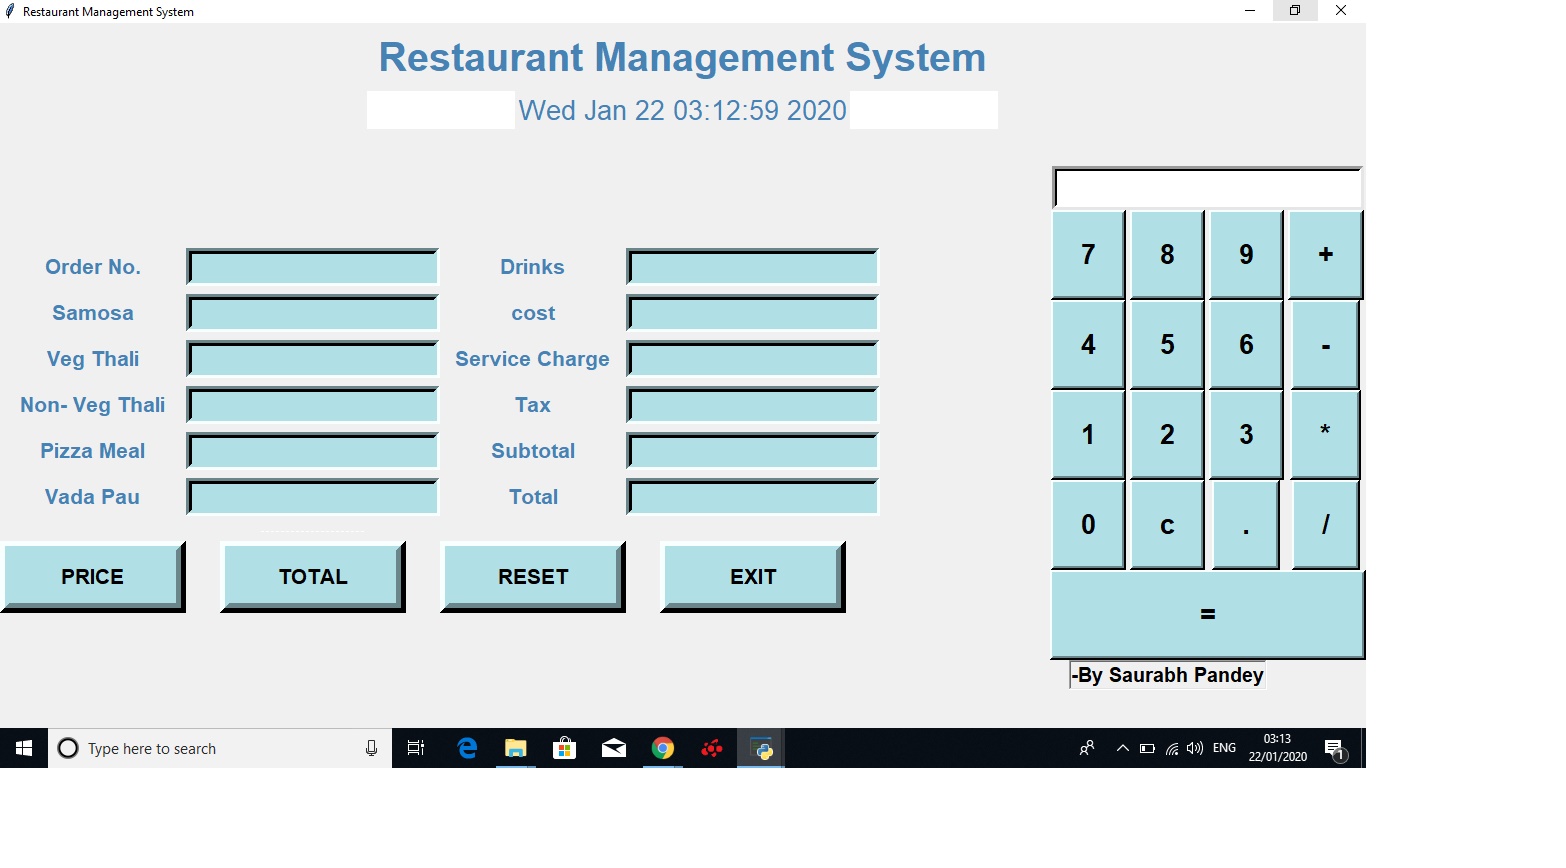 Restaurant Management System
Restaurant Management System
Wed Jan 22 03:12:59 2020
Order No.
Drinks
Samosa
cost
Veg Thali
Service Charge
Non- Veg Thali
Tax
Pizza Meal
Subtotal
Vada Pau
Total
PRICE
TOTAL
RESET
EXIT
7 8 9 +
4 5 6 -
1 2 3 *
0 c . /
=
-By Saurabh Pandey
Type here to search
ENG
03:13
22/01/2020
1